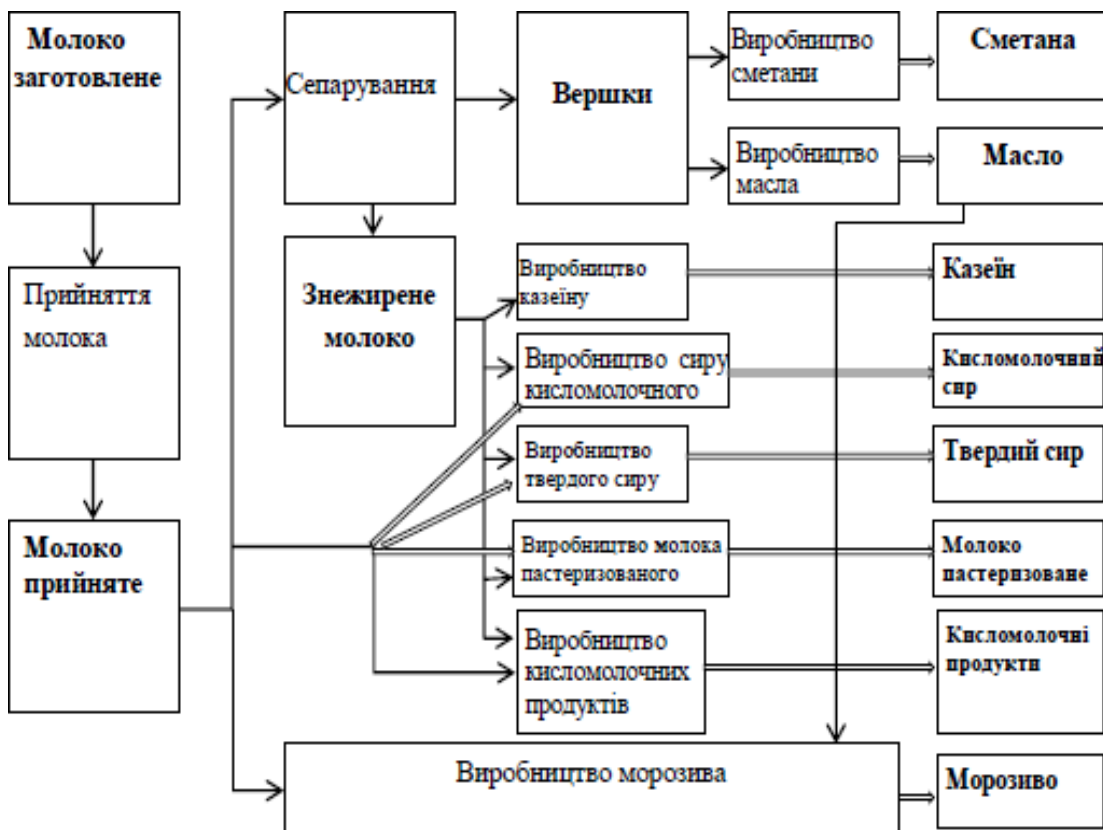 Молоко
заготовлене
Сепарування
Вершки
Виробництво
сметани
Сметана
Виробництво
масла
Масло
Прийняття
молока
Знежирене
молоко
Виробництво
казеїну
Казеїн
Виробництво сиру
кисломолочного
Кисломолочний
сир
Виробництво
твердого сиру
Твердий сир
Молоко
прийняте
Виробництво молока
пастеризованого
Молоко
пастеризоване
Виробництво
кисломолочних
продуктів
Кисломолочні
продукти
Виробництво морозива
Морозиво